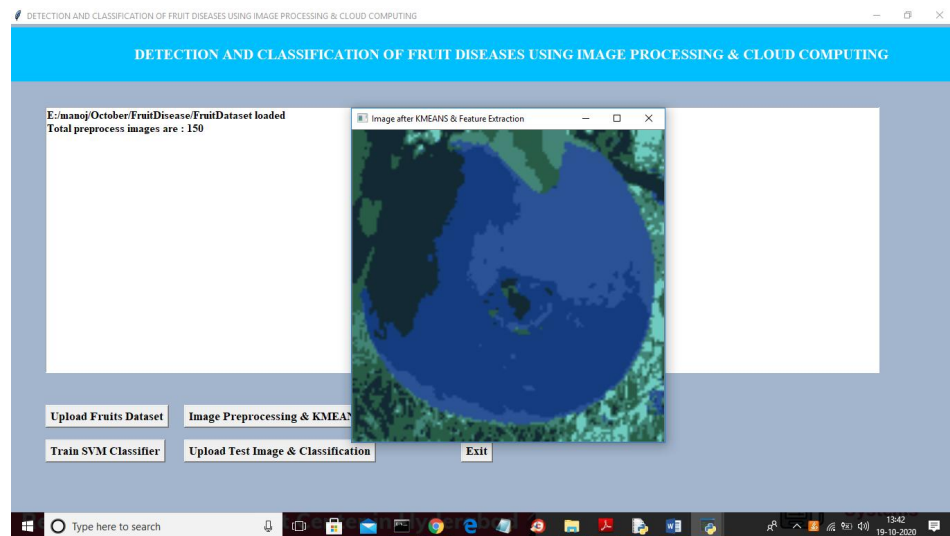 DETECTION AND CLASSIFICATION OF FRUIT DISEASES USING IMAGE PROCESSING & CLOUD COMPUTING
DETECTION AND CLASSIFICATION OF FRUIT DISEASES USING IMAGE PROCESSING & CLOUD COMPUTING
E:/manoj/October/FruitDisease/FruitDataset loaded
Total preprocess images are : 150
Image after KMEANS & Feature Extraction
Upload Fruits Dataset
Image Preprocessing & KMEAN
Train SVM Classifier
Upload Test Image & Classification
Exit
Type here to search
13:42
19-10-2020